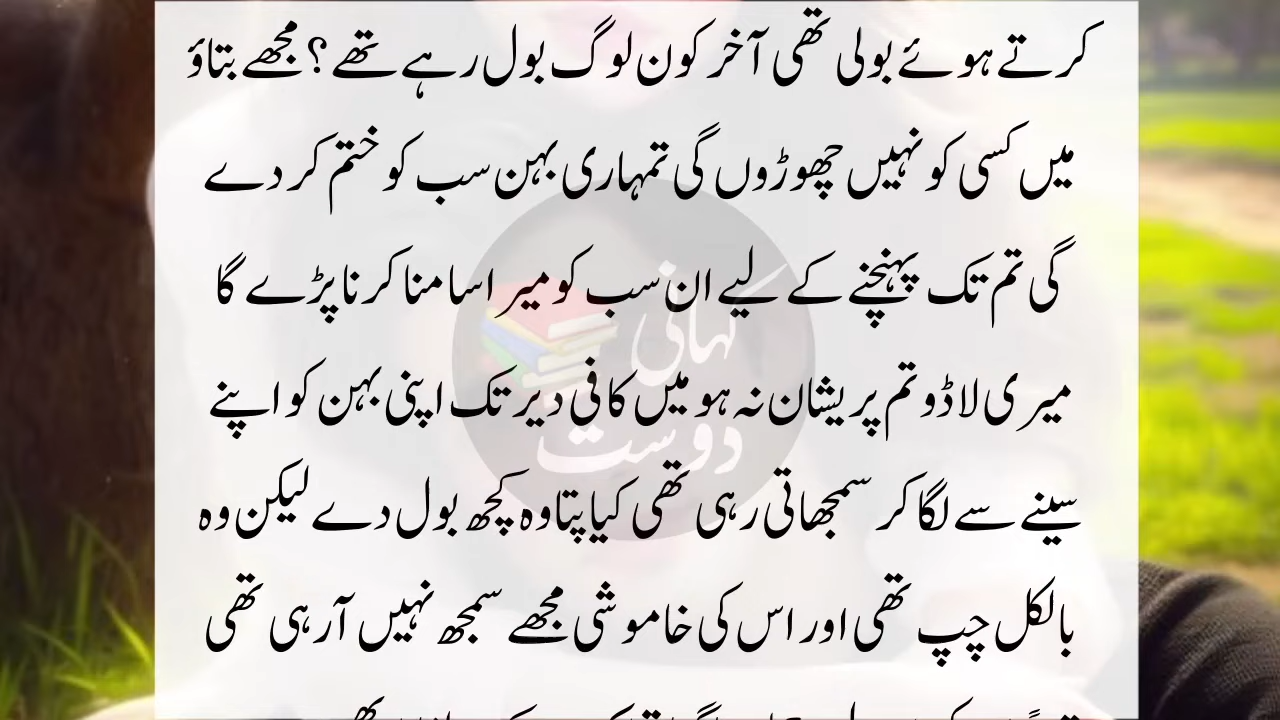 کرتے ہوئے بولی تھی آخر کون لوگ بول رہے تھے ؟ مجھے بتاؤ
میں کسی کو نہیں چھوڑوں گی تمہاری بہن سب کو ختم کر دے
گی تم تک پہنچنے کے لیے ان سب کو میرا سامنا کرنا پڑے گا
میری لاڈو تم پریشان نہ ہو میں کافی دیر تک اپنی بہن کو اپنے
سینے سے لگا کر سمجھاتی رہی تھی کیا پتا وہ کچھ بول دے لیکن وہ
بالکل چپ تھی اور اس کی خاموشی مجھے سمجھ نہیں آرہی تھی
کہانی
دوست